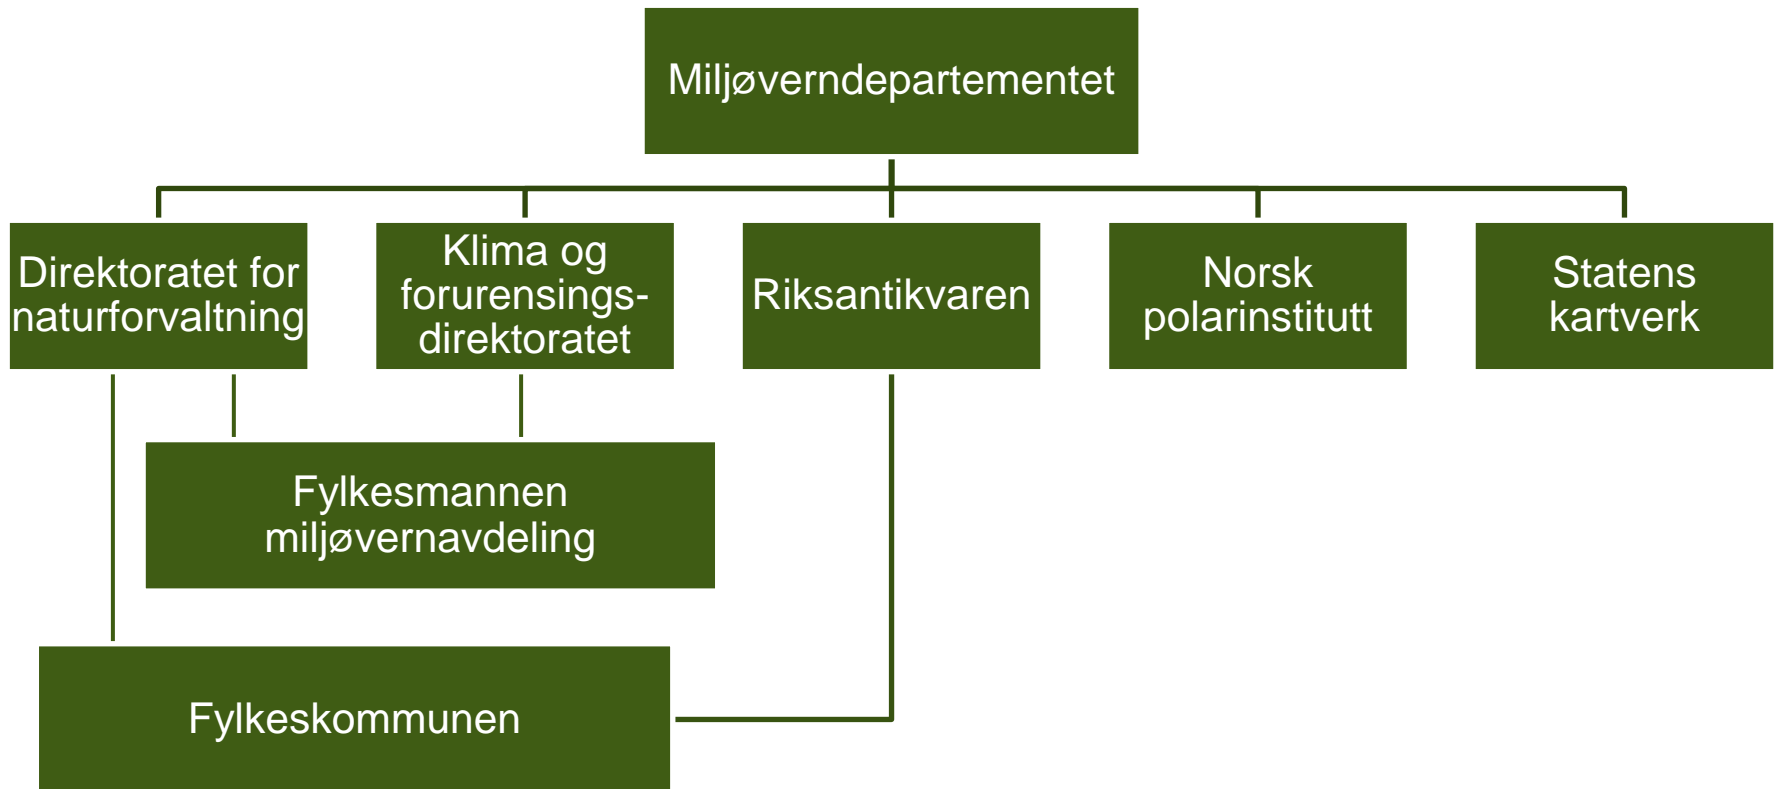 Miljøverndepartementet
Direktoratet for
naturforvaltning
Klima og
forurensings-
direktoratet
Riksantikvaren
Norsk
polarinstitutt
Statens
kartverk
Fylkesmannen
miljøvernavdeling
Fylkeskommunen